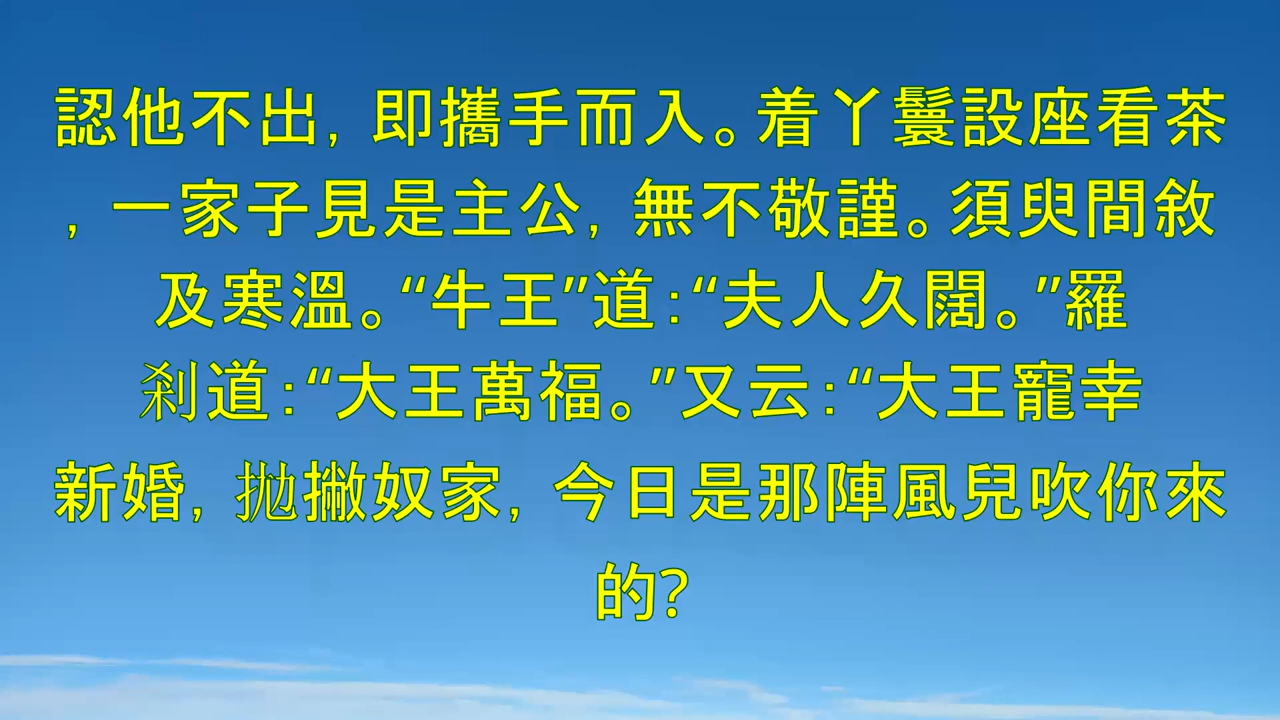 認他不出，即攜手而入。着丫鬟設座看茶
，一家子見是主公，無不敬謹。須臾間敘
及寒溫。“牛王”道：“夫人久闊。”羅
剎道：“大王萬福。”又云：“大王寵幸
新婚，拋撇奴家，今日是那陣風兒吹你來
的？